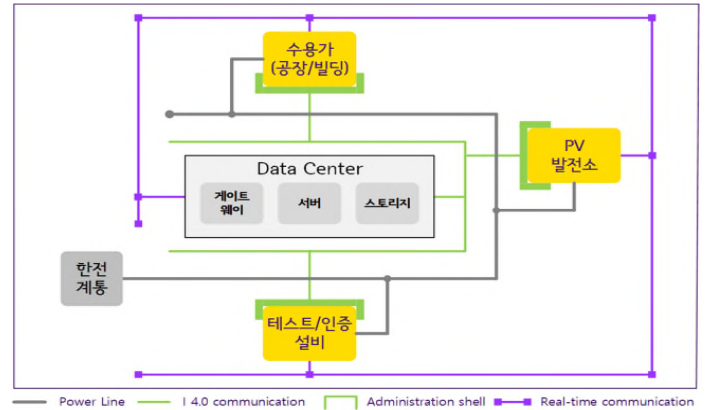 수용가
(공장/빌딩)
PV
발전소
Data Center
게이트
웨이
서버
스토리지
한전
계통
테스트/인증
설비
Power Line
I 4.0 communication
Administration shell
Real-time communication